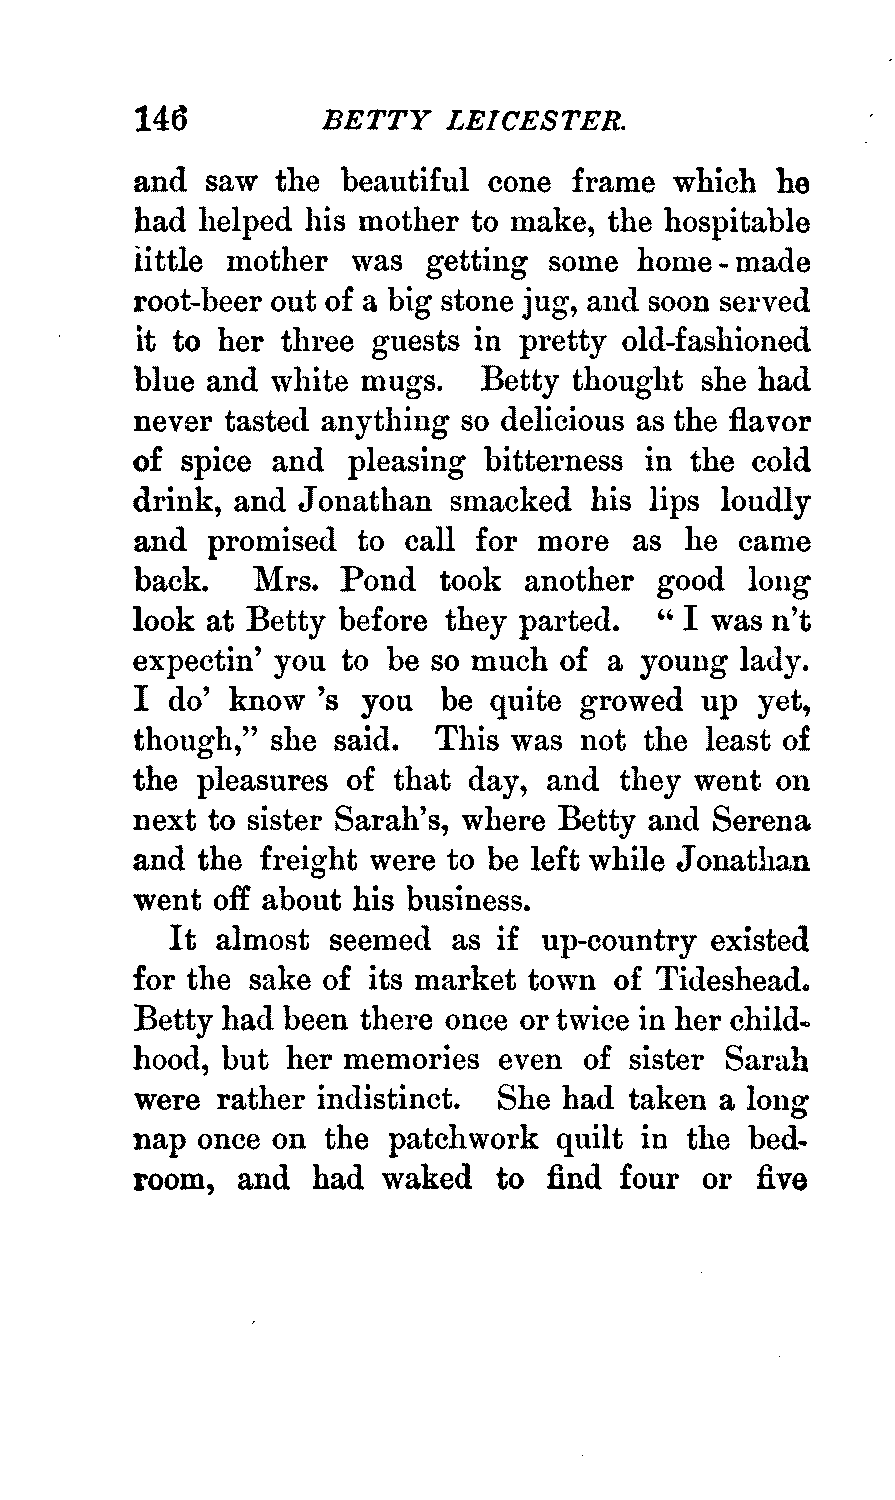 146 BETTY LEICESTER.
and saw the beautiful cone frame which he
had helped his mother to make, the hospitable
little mother was getting some home-made
root-beer out of a big stone jug, and soon served
it to her three guests in pretty old-fashioned
blue and white mugs. Betty thought she had
never tasted anything so delicious as the flavor
of spice and pleasing bitterness in the cold
drink, and Jonathan smacked his lips loudly
and promised to call for more as he came
back. Mrs. Pond took another good long
look at Betty before they parted. “ I was n’t
expectin’ you to be so much of a young lady.
I do’ know ’s you be quite growed up yet,
though,” she said. This was not the least of
the pleasures of that day, and they went on
next to sister Sarah’s, where Betty and Serena
and the freight were to be left while Jonathan
went off about his business.
It almost seemed as if up-country existed
for the sake of its market town of Tideshead.
Betty had been there once or twice in her child-
hood, but her memories even of sister Sarah
were rather indistinct. She had taken a long
nap once on the patchwork quilt in the bed-
room, and had waked to find four or five